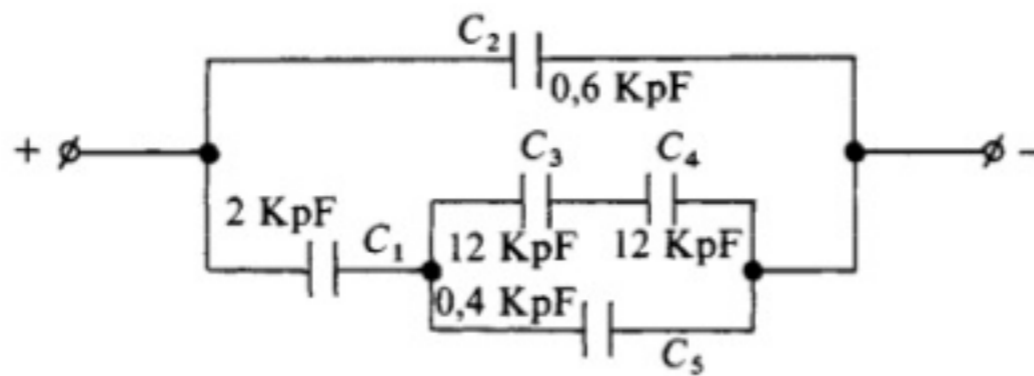 C₂
0,6 KpF
+
−
C₃
C₄
2 KpF
C₁
12 KpF
12 KpF
0,4 KpF
C₅